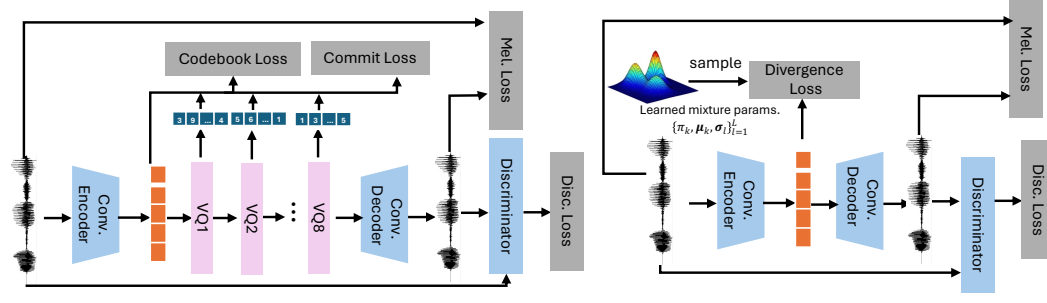 Codebook Loss
Commit Loss
Mel. Loss
3 9 ... 4
5 6 ... 1
1 3 ... 5
Conv.
Encoder
VQ1
VQ2
...
VQ8
Conv.
Decoder
Discriminator
Disc. Loss
sample
Divergence
Loss
Mel. Loss
Learned mixture params.
{π_k, μ_k, σ_l}_{l=1}^{L}
Conv.
Encoder
Conv.
Decoder
Discriminator
Disc. Loss